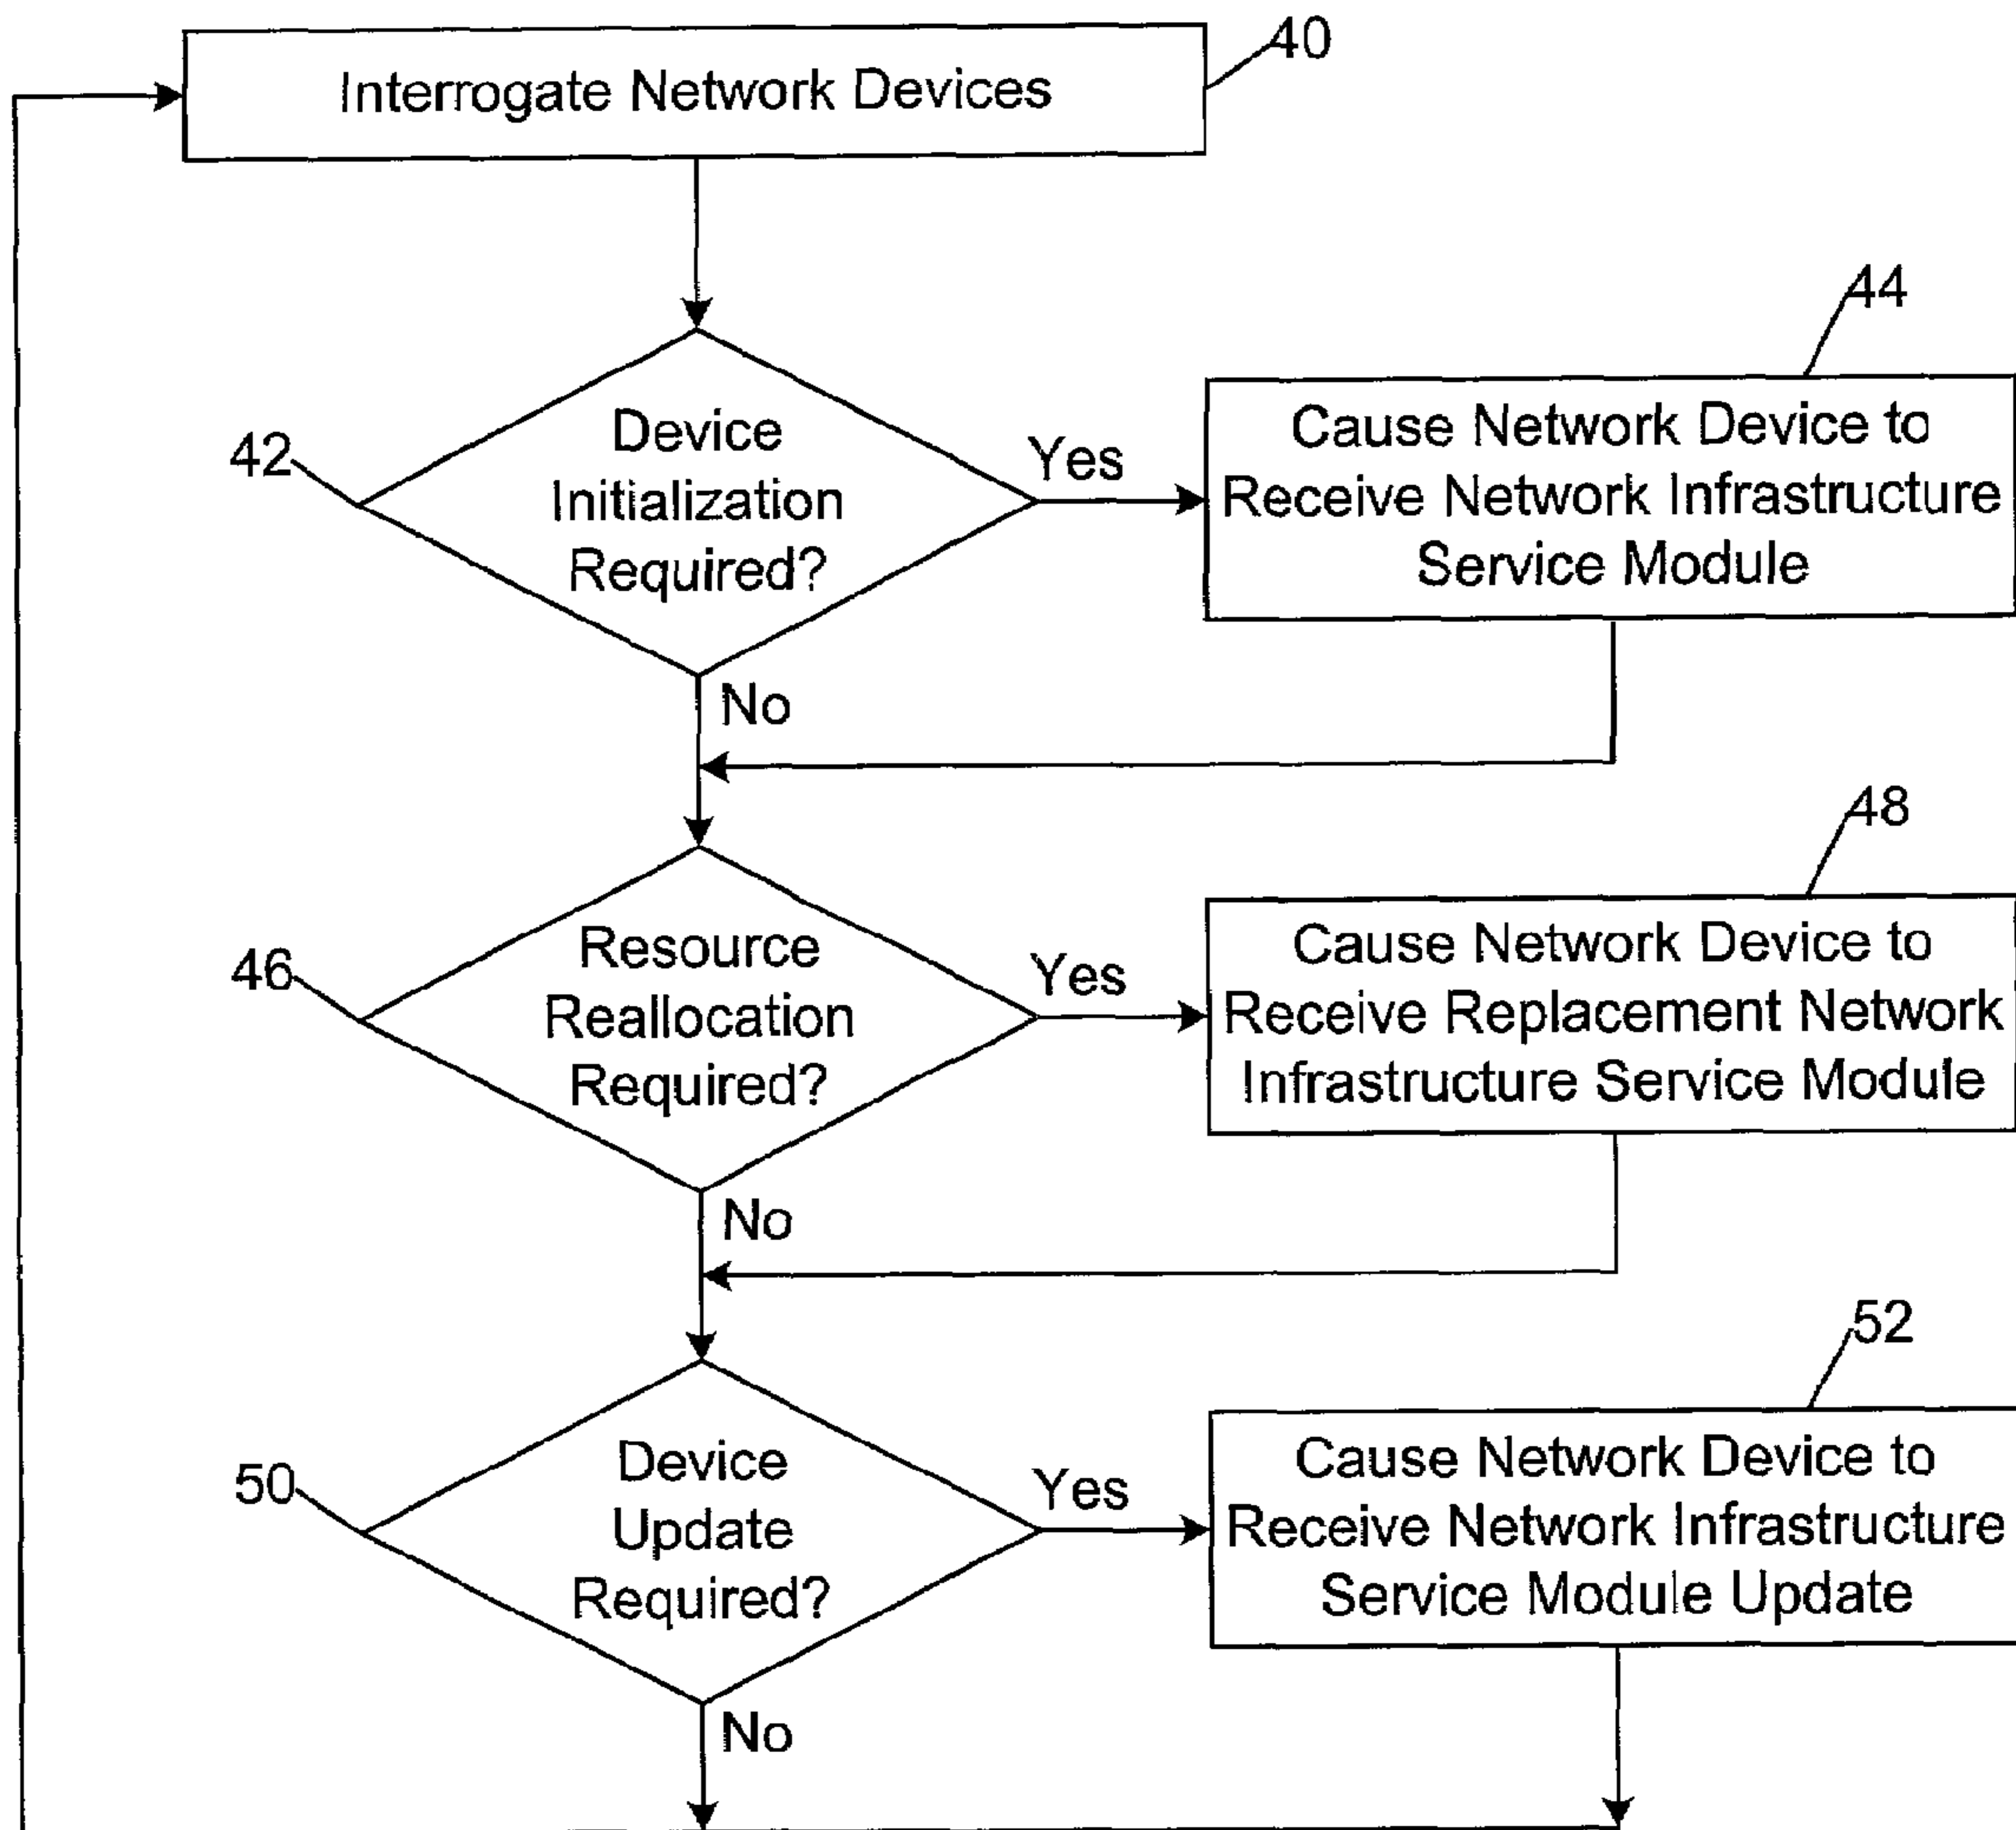 40
Interrogate Network Devices
44
42
Device
Initialization
Required?
Yes
Cause Network Device to
Receive Network Infrastructure
Service Module
No
48
46
Resource
Reallocation
Required?
Yes
Cause Network Device to
Receive Replacement Network
Infrastructure Service Module
No
52
50
Device
Update
Required?
Yes
Cause Network Device to
Receive Network Infrastructure
Service Module Update
No